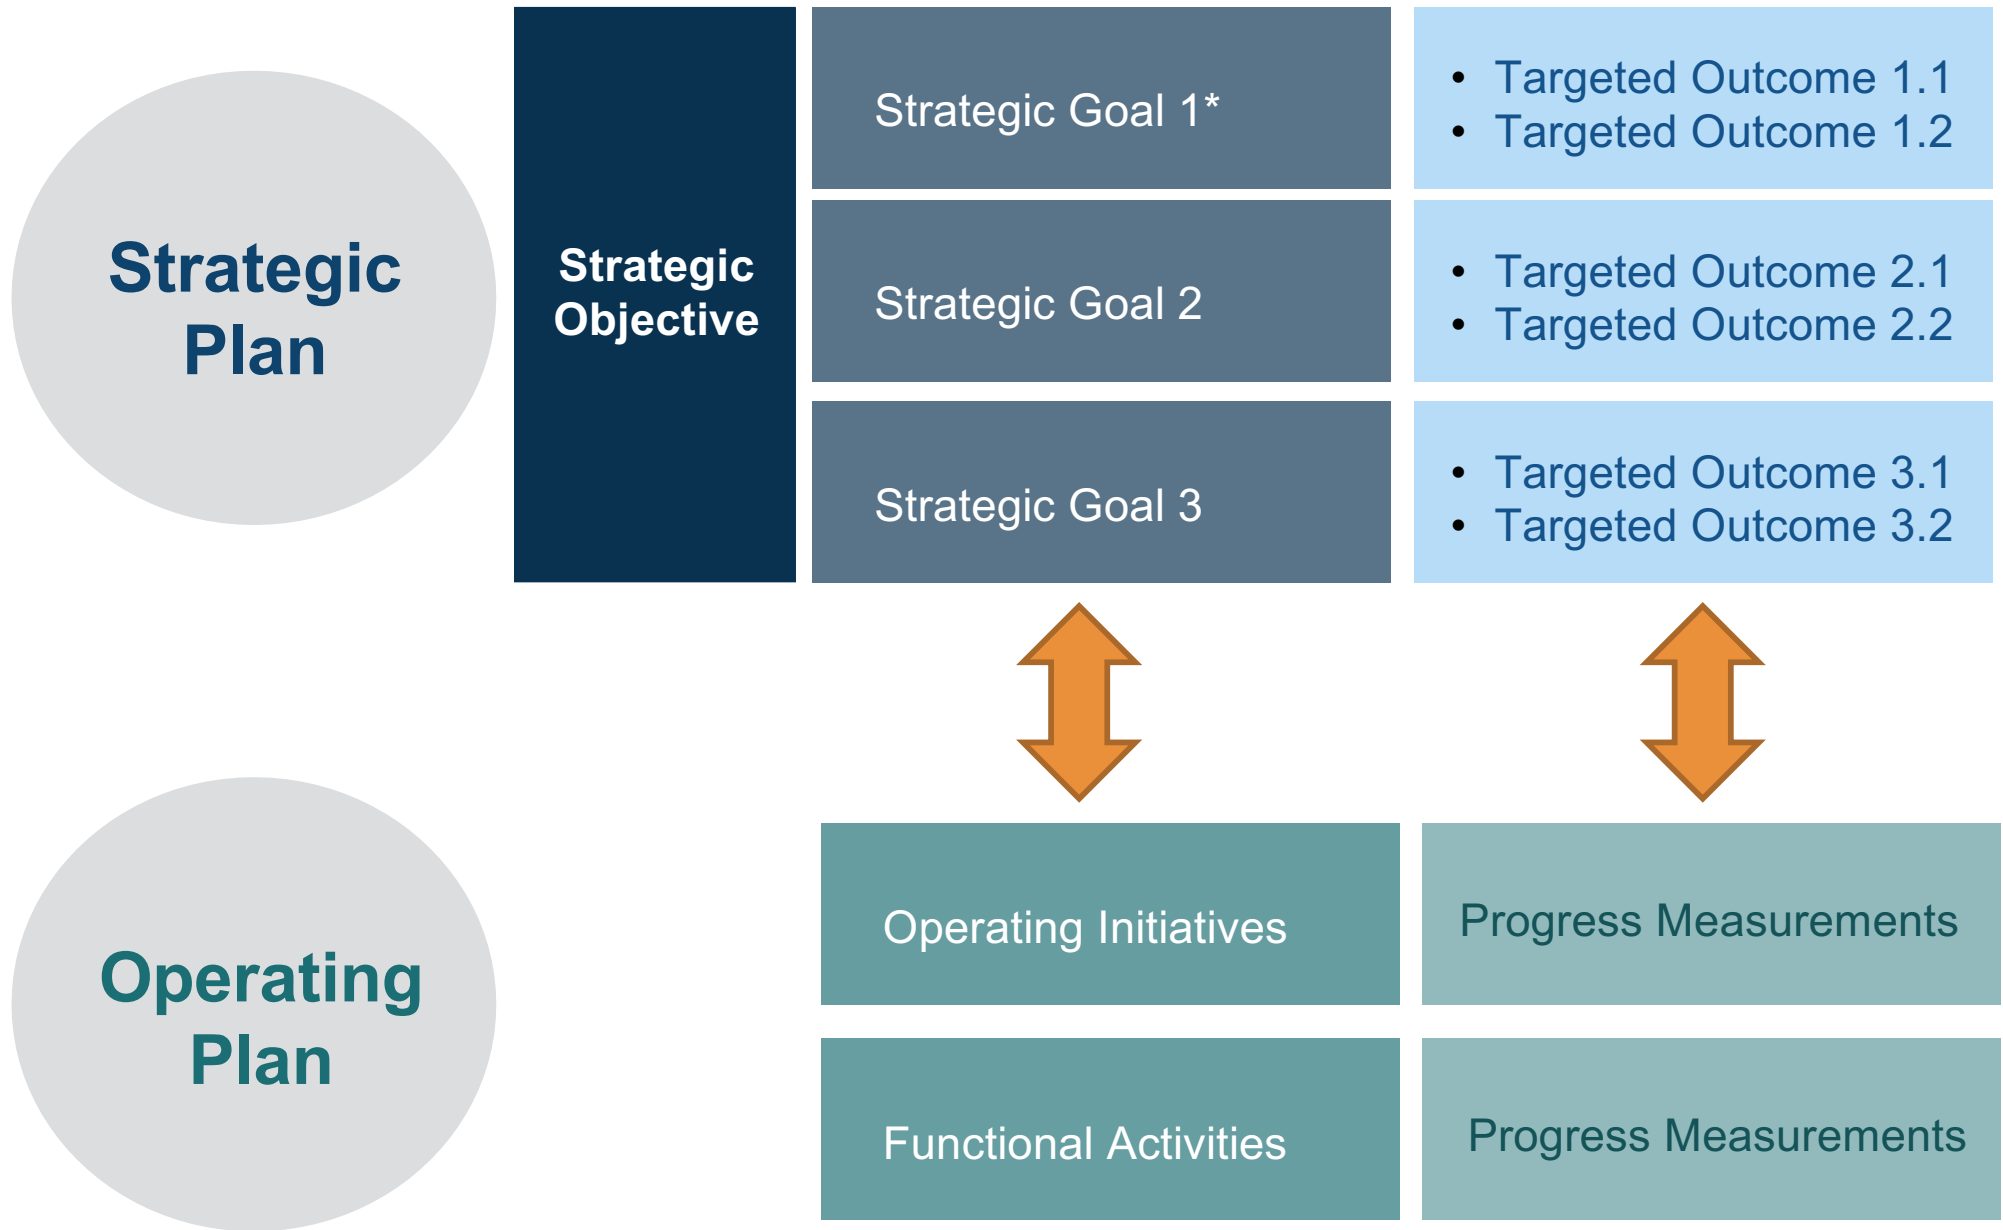 Strategic
Plan
Strategic
Objective
Strategic Goal 1*
• Targeted Outcome 1.1
• Targeted Outcome 1.2
Strategic Goal 2
• Targeted Outcome 2.1
• Targeted Outcome 2.2
Strategic Goal 3
• Targeted Outcome 3.1
• Targeted Outcome 3.2
Operating
Plan
Operating Initiatives
Progress Measurements
Functional Activities
Progress Measurements